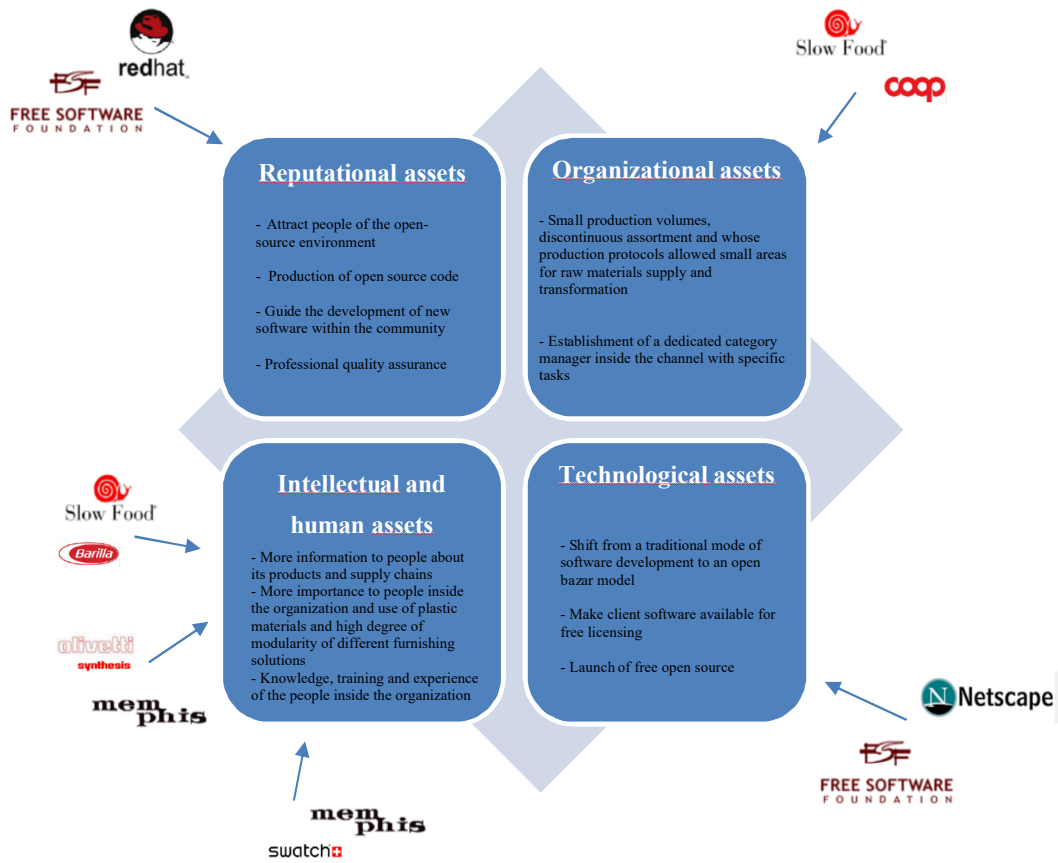 redhat
FSF
FREE SOFTWARE
FOUNDATION
Slow Food®
coop
Reputational assets
- Attract people of the open-
source environment
- Production of open source code
- Guide the development of new
software within the community
- Professional quality assurance
Organizational assets
- Small production volumes,
discontinuous assortment and whose
production protocols allowed small areas
for raw materials supply and
transformation
- Establishment of a dedicated category
manager inside the channel with specific
tasks
Slow Food®
Barilla
olivetti
synthesis
mem
phis
Intellectual and
human assets
- More information to people about
its products and supply chains
- More importance to people inside
the organization and use of plastic
materials and high degree of
modularity of different furnishing
solutions
- Knowledge, training and experience
of the people inside the organization
Technological assets
- Shift from a traditional mode of
software development to an open
bazar model
- Make client software available for
free licensing
- Launch of free open source
N Netscape
FSF
FREE SOFTWARE
FOUNDATION
mem
phis
swatch